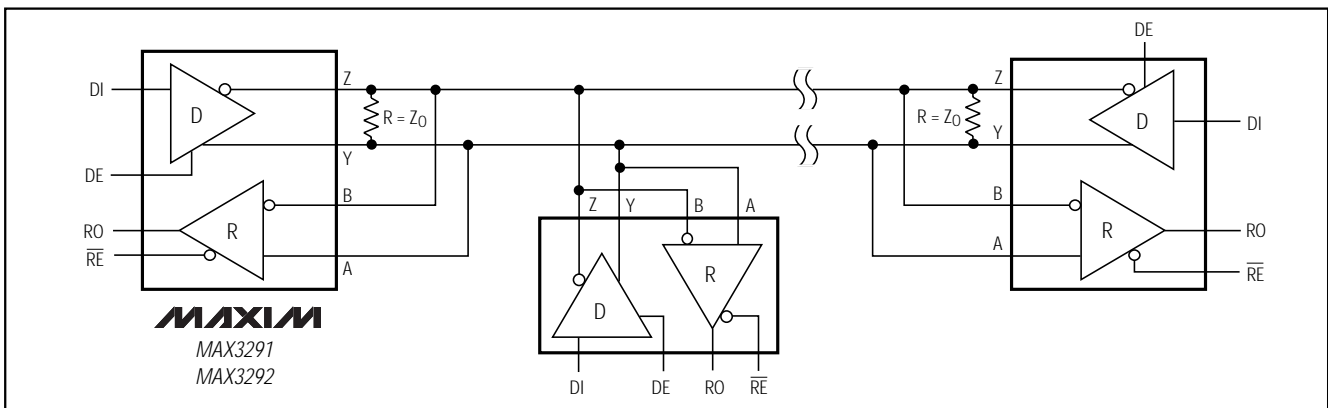 DE
DI
D
Z
R = Z0
Y
DE
B
RO
R
RE
A
MAXIM
MAX3291
MAX3292
Z
Y
B
A
D
R
DI
DE
RO
RE
Z
R = Z0
Y
D
DI
B
A
R
RO
RE